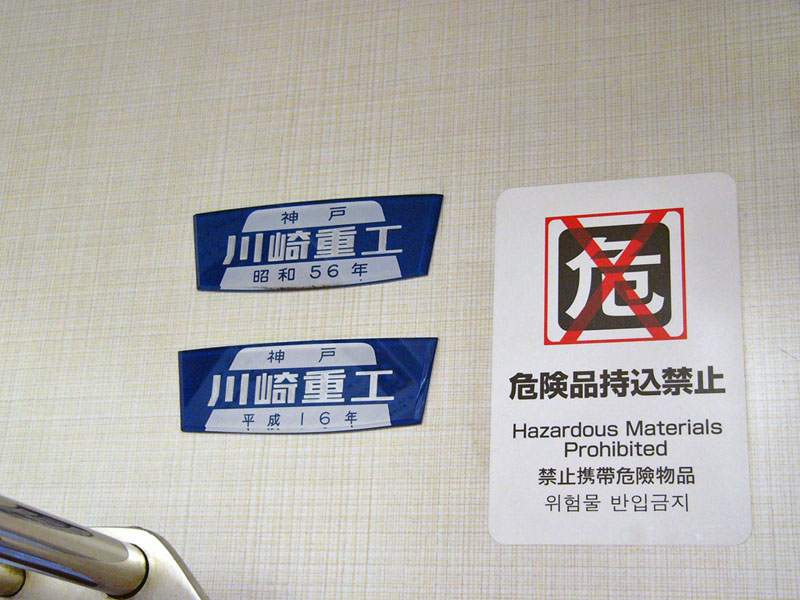 神戸
川崎重工
昭和56年
神戸
川崎重工
平成16年
危
危険品持込禁止
Hazardous Materials
Prohibited
禁止携帶危險物品
위험물 반입금지